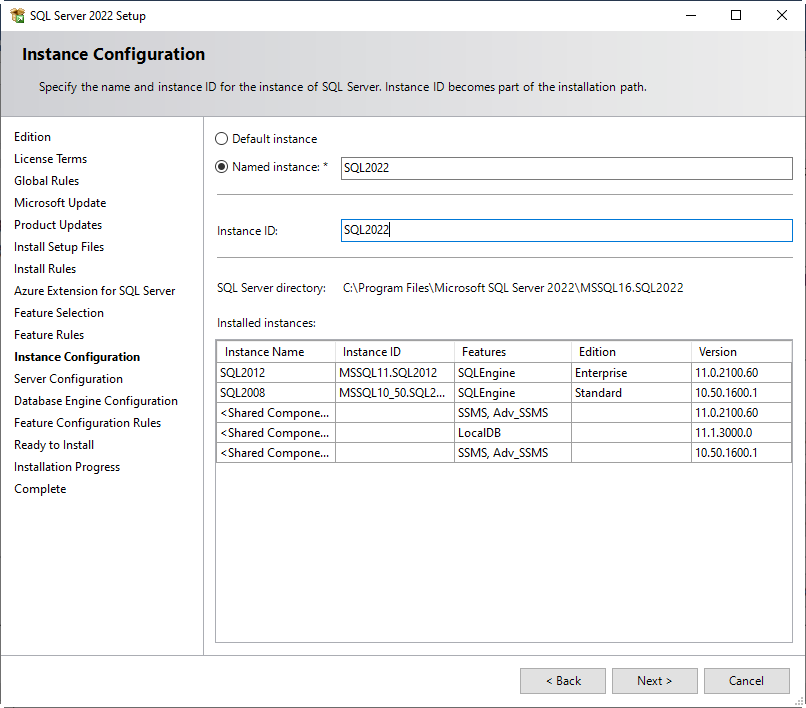 SQL Server 2022 Setup
Instance Configuration
Specify the name and instance ID for the instance of SQL Server. Instance ID becomes part of the installation path.
Edition
License Terms
Global Rules
Microsoft Update
Product Updates
Install Setup Files
Install Rules
Azure Extension for SQL Server
Feature Selection
Feature Rules
Instance Configuration
Server Configuration
Database Engine Configuration
Feature Configuration Rules
Ready to Install
Installation Progress
Complete
Default instance
Named instance: * SQL2022
Instance ID: SQL2022
SQL Server directory: C:\Program Files\Microsoft SQL Server 2022\MSSQL16.SQL2022
Installed instances:
Instance Name Instance ID Features Edition Version
SQL2012 MSSQL11.SQL2012 SQLEngine Enterprise 11.0.2100.60
SQL2008 MSSQL10_50.SQL2... SQLEngine Standard 10.50.1600.1
<Shared Compone... SSMS, Adv_SSMS 11.0.2100.60
<Shared Compone... LocalDB 11.1.3000.0
<Shared Compone... SSMS, Adv_SSMS 10.50.1600.1
< Back Next > Cancel